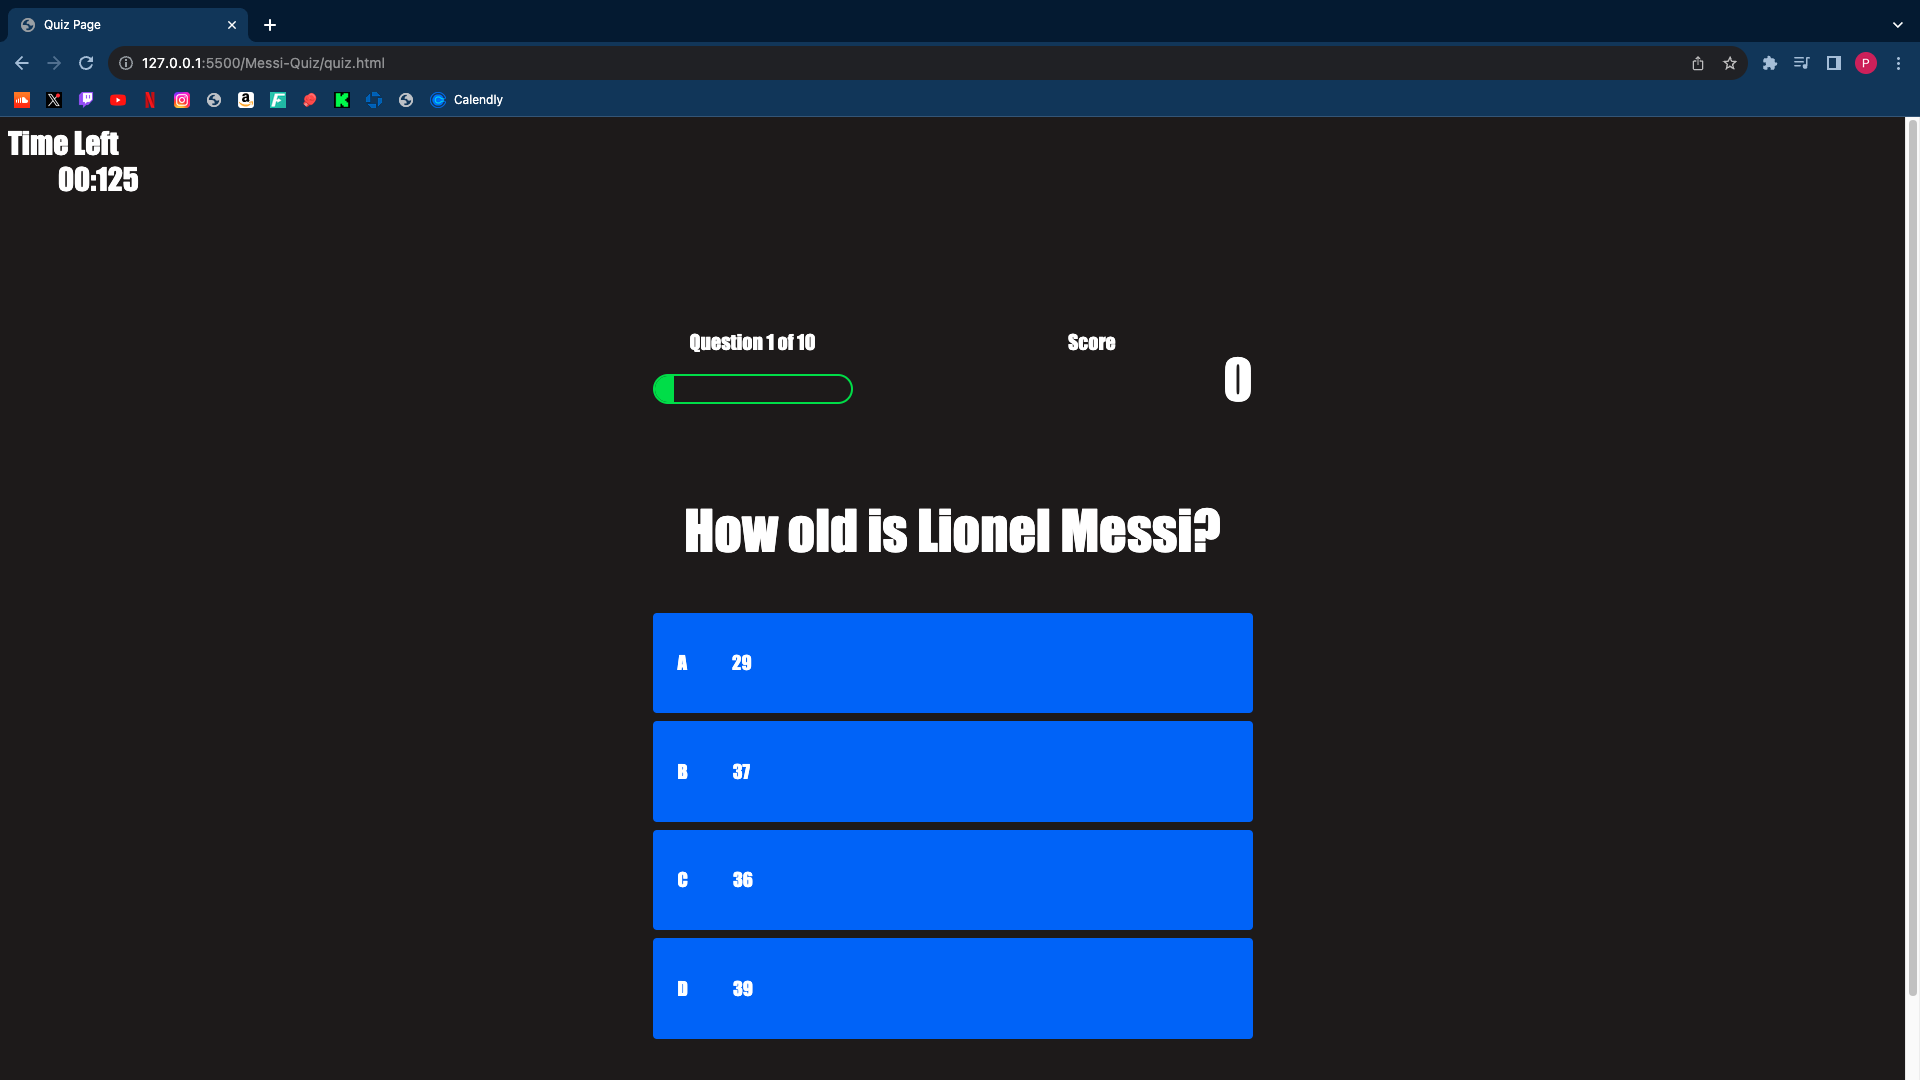 Quiz Page
127.0.0.1:5500/Messi-Quiz/quiz.html
P
Calendly
Time Left
00:125
Question 1 of 10
Score
0
How old is Lionel Messi?
A 29
B 37
C 36
D 39